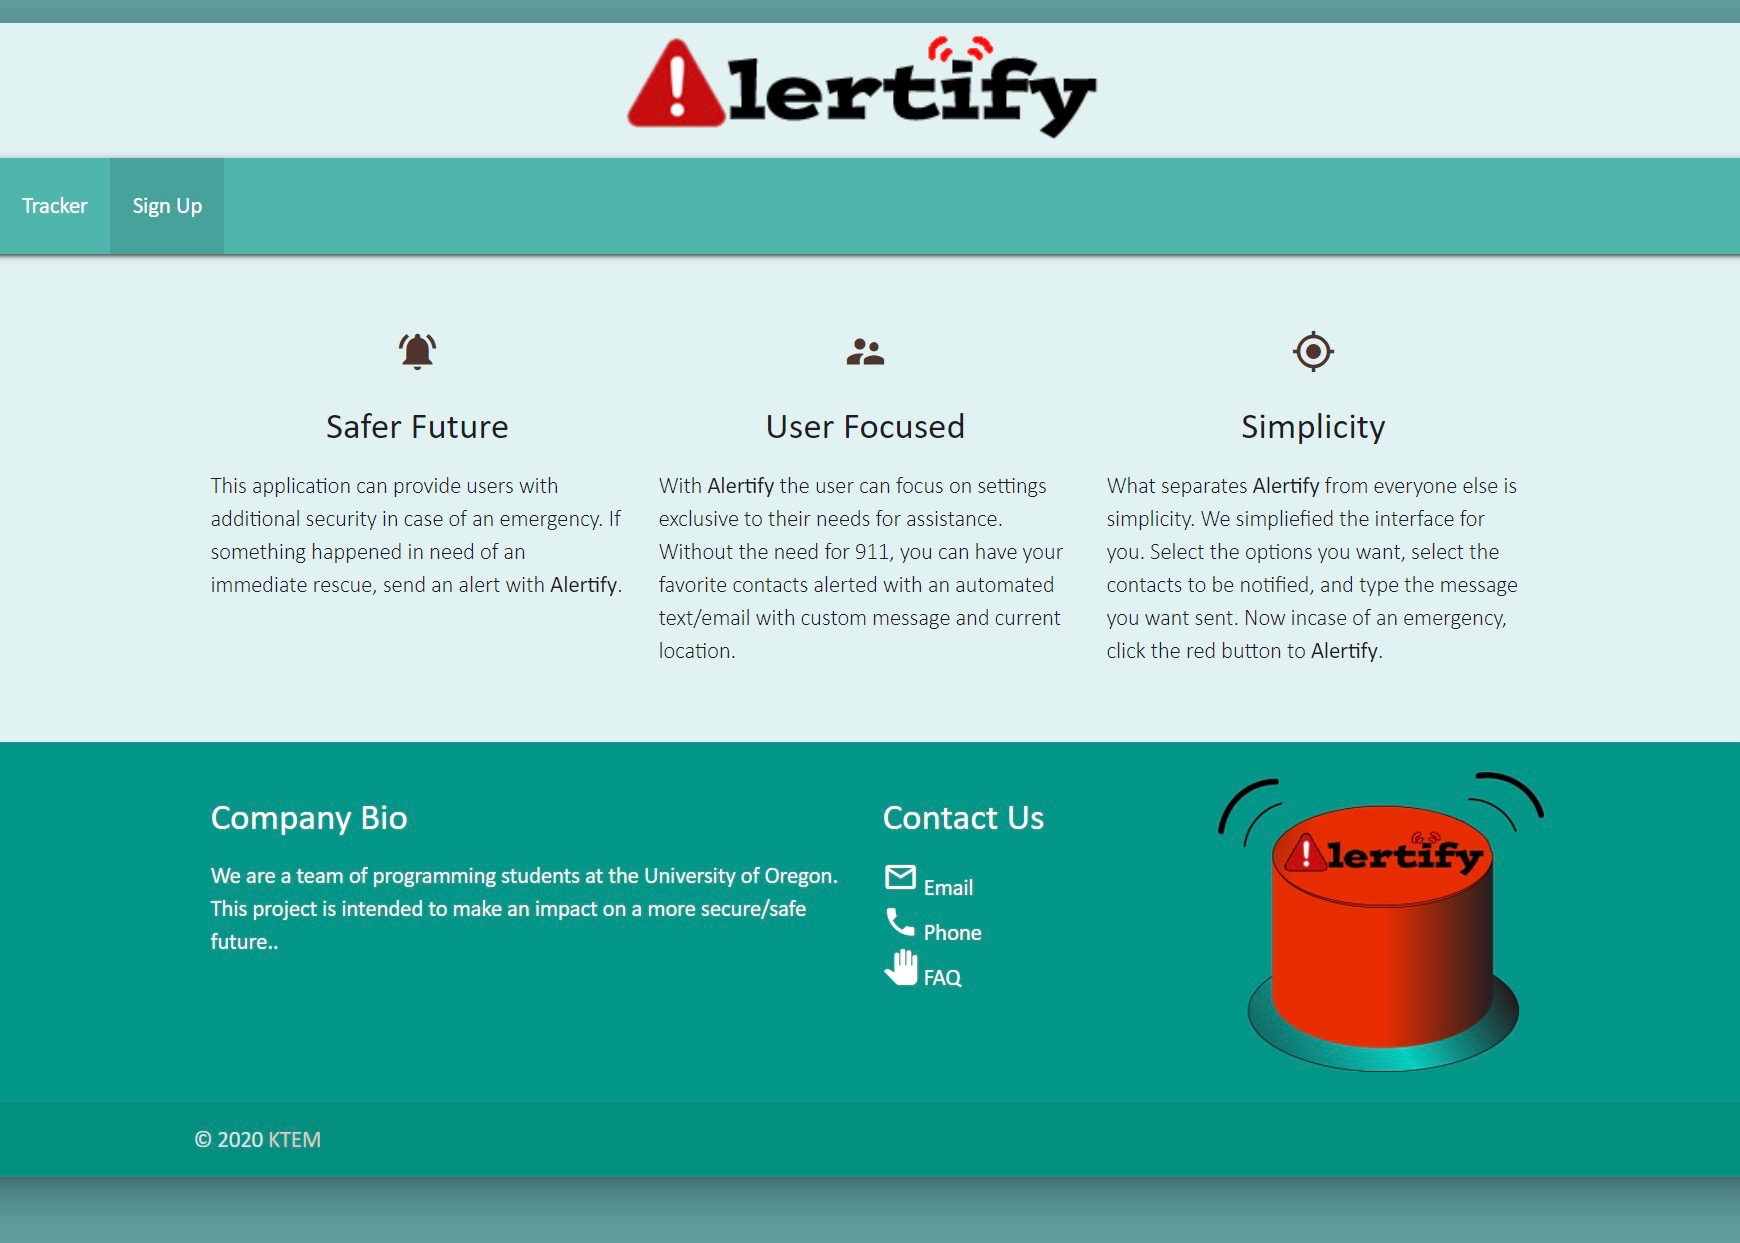 Alertify
Tracker
Sign Up
Safer Future
This application can provide users with
additional security in case of an emergency. If
something happened in need of an
immediate rescue, send an alert with Alertify.
User Focused
With Alertify the user can focus on settings
exclusive to their needs for assistance.
Without the need for 911, you can have your
favorite contacts alerted with an automated
text/email with custom message and current
location.
Simplicity
What separates Alertify from everyone else is
simplicity. We simpliefied the interface for
you. Select the options you want, select the
contacts to be notified, and type the message
you want sent. Now incase of an emergency,
click the red button to Alertify.
Company Bio
We are a team of programming students at the University of Oregon.
This project is intended to make an impact on a more secure/safe
future..
Contact Us
Email
Phone
FAQ
Alertify
© 2020 KTEM